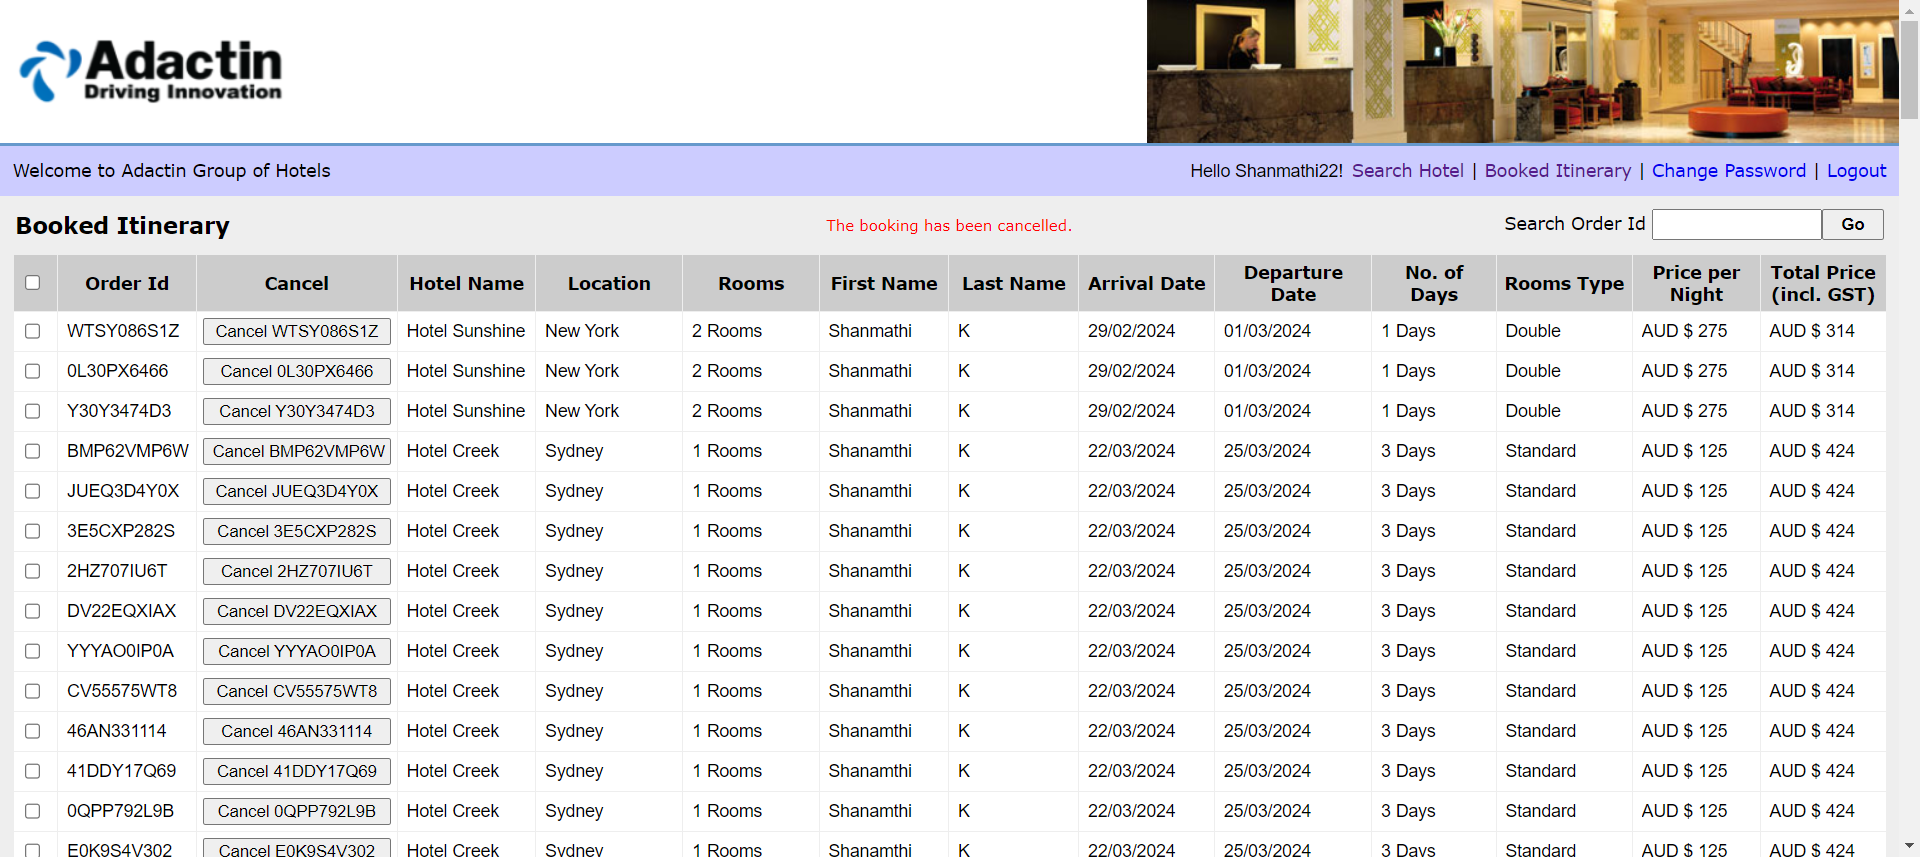 Adactin
Driving Innovation
Welcome to Adactin Group of Hotels
Hello Shanmathi22! Search Hotel | Booked Itinerary | Change Password | Logout
Booked Itinerary
The booking has been cancelled.
Search Order Id Go
Order Id Cancel Hotel Name Location Rooms First Name Last Name Arrival Date Departure Date No. of Days Rooms Type Price per Night Total Price (incl. GST)
WTSY086S1Z Cancel WTSY086S1Z Hotel Sunshine New York 2 Rooms Shanmathi K 29/02/2024 01/03/2024 1 Days Double AUD $ 275 AUD $ 314
0L30PX6466 Cancel 0L30PX6466 Hotel Sunshine New York 2 Rooms Shanmathi K 29/02/2024 01/03/2024 1 Days Double AUD $ 275 AUD $ 314
Y30Y3474D3 Cancel Y30Y3474D3 Hotel Sunshine New York 2 Rooms Shanmathi K 29/02/2024 01/03/2024 1 Days Double AUD $ 275 AUD $ 314
BMP62VMP6W Cancel BMP62VMP6W Hotel Creek Sydney 1 Rooms Shanamthi K 22/03/2024 25/03/2024 3 Days Standard AUD $ 125 AUD $ 424
JUEQ3D4Y0X Cancel JUEQ3D4Y0X Hotel Creek Sydney 1 Rooms Shanamthi K 22/03/2024 25/03/2024 3 Days Standard AUD $ 125 AUD $ 424
3E5CXP282S Cancel 3E5CXP282S Hotel Creek Sydney 1 Rooms Shanamthi K 22/03/2024 25/03/2024 3 Days Standard AUD $ 125 AUD $ 424
2HZ707IU6T Cancel 2HZ707IU6T Hotel Creek Sydney 1 Rooms Shanamthi K 22/03/2024 25/03/2024 3 Days Standard AUD $ 125 AUD $ 424
DV22EQXIAX Cancel DV22EQXIAX Hotel Creek Sydney 1 Rooms Shanamthi K 22/03/2024 25/03/2024 3 Days Standard AUD $ 125 AUD $ 424
YYYAO0IP0A Cancel YYYAO0IP0A Hotel Creek Sydney 1 Rooms Shanamthi K 22/03/2024 25/03/2024 3 Days Standard AUD $ 125 AUD $ 424
CV55575WT8 Cancel CV55575WT8 Hotel Creek Sydney 1 Rooms Shanamthi K 22/03/2024 25/03/2024 3 Days Standard AUD $ 125 AUD $ 424
46AN331114 Cancel 46AN331114 Hotel Creek Sydney 1 Rooms Shanamthi K 22/03/2024 25/03/2024 3 Days Standard AUD $ 125 AUD $ 424
41DDY17Q69 Cancel 41DDY17Q69 Hotel Creek Sydney 1 Rooms Shanamthi K 22/03/2024 25/03/2024 3 Days Standard AUD $ 125 AUD $ 424
0QPP792L9B Cancel 0QPP792L9B Hotel Creek Sydney 1 Rooms Shanamthi K 22/03/2024 25/03/2024 3 Days Standard AUD $ 125 AUD $ 424
E0K9S4V302 Cancel E0K9S4V302 Hotel Creek Sydney 1 Rooms Shanamthi K 22/03/2024 25/03/2024 3 Days Standard AUD $ 125 AUD $ 424